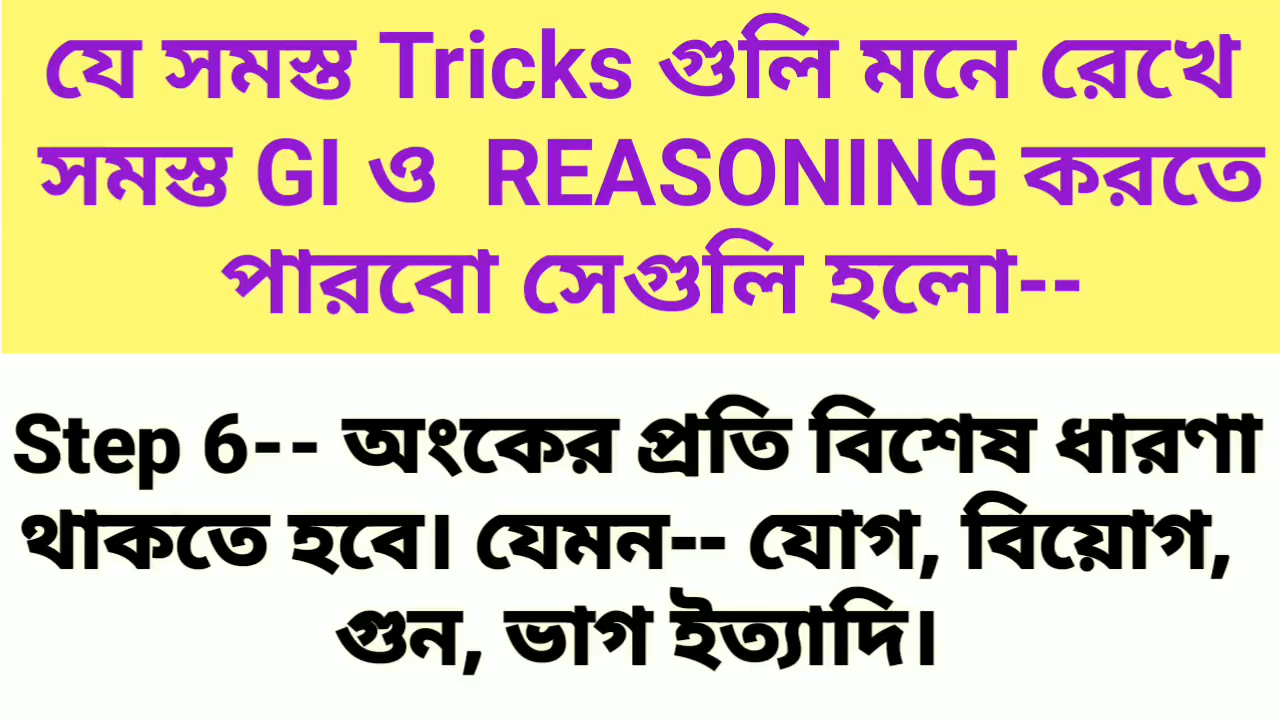 যে সমস্ত Tricks গুলি মনে রেখে
সমস্ত GI ও REASONING করতে
পারবো সেগুলি হলো--
Step 6-- অংকের প্রতি বিশেষ ধারণা
থাকতে হবে। যেমন-- যোগ, বিয়োগ,
গুন, ভাগ ইত্যাদি।